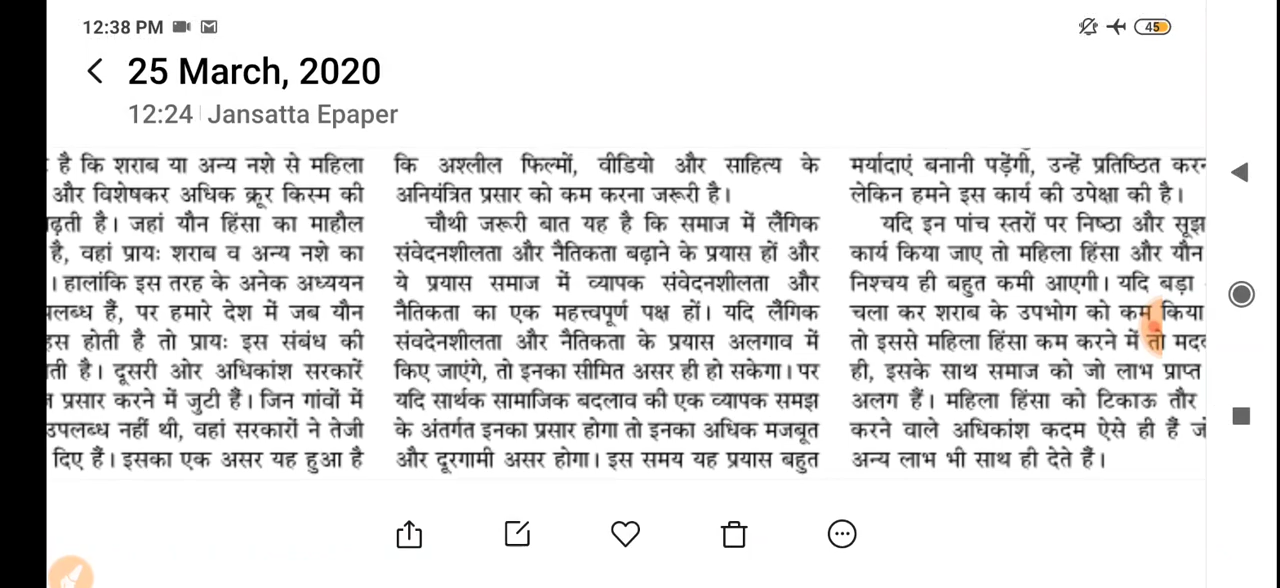 12:38 PM
45
25 March, 2020
12:24 | Jansatta Epaper
है कि शराब या अन्य नशे से महिला
और विशेषकर अधिक क्रूर किस्म की
है। जहां यौन हिंसा का माहौल
है, वहां प्रायः शराब व अन्य नशे का
। हालांकि इस तरह के अनेक अध्ययन
हैं, पर हमारे देश में जब यौन
होती है तो प्रायः इस संबंध की
है। दूसरी ओर अधिकांश सरकारें
प्रसार करने में जुटी हैं। जिन गांवों में
उपलब्ध नहीं थी, वहां सरकारों ने तेजी
दिए हैं। इसका एक असर यह हुआ है
कि अश्लील फिल्मों, वीडियो और साहित्य के
अनियंत्रित प्रसार को कम करना जरूरी है।
चौथी जरूरी बात यह है कि समाज में लैंगिक
संवेदनशीलता और नैतिकता बढ़ाने के प्रयास हों और
ये प्रयास समाज में व्यापक संवेदनशीलता और
नैतिकता का एक महत्त्वपूर्ण पक्ष हों। यदि लैंगिक
संवदेनशीलता और नैतिकता के प्रयास अलगाव में
किए जाएंगे, तो इनका सीमित असर ही हो सकेगा। पर
यदि सार्थक सामाजिक बदलाव की एक व्यापक समझ
के अंतर्गत इनका प्रसार होगा तो इनका अधिक मजबूत
और दूरगामी असर होगा। इस समय यह प्रयास बहुत
मर्यादाएं बनानी पड़ेंगी, उन्हें प्रतिष्ठित
लेकिन हमने इस कार्य की उपेक्षा की है।
यदि इन पांच स्तरों पर निष्ठा और सूझ
कार्य किया जाए तो महिला हिंसा और यौन
निश्चय ही बहुत कमी आएगी। यदि बड़ा
चला कर शराब के उपभोग को कम किया
तो इससे महिला हिंसा कम करने में तो
ही, इसके साथ समाज को जो लाभ प्राप्त
अलग हैं। महिला हिंसा को टिकाऊ तौर
करने वाले अधिकांश कदम ऐसे ही हैं
अन्य लाभ भी साथ ही देते हैं।